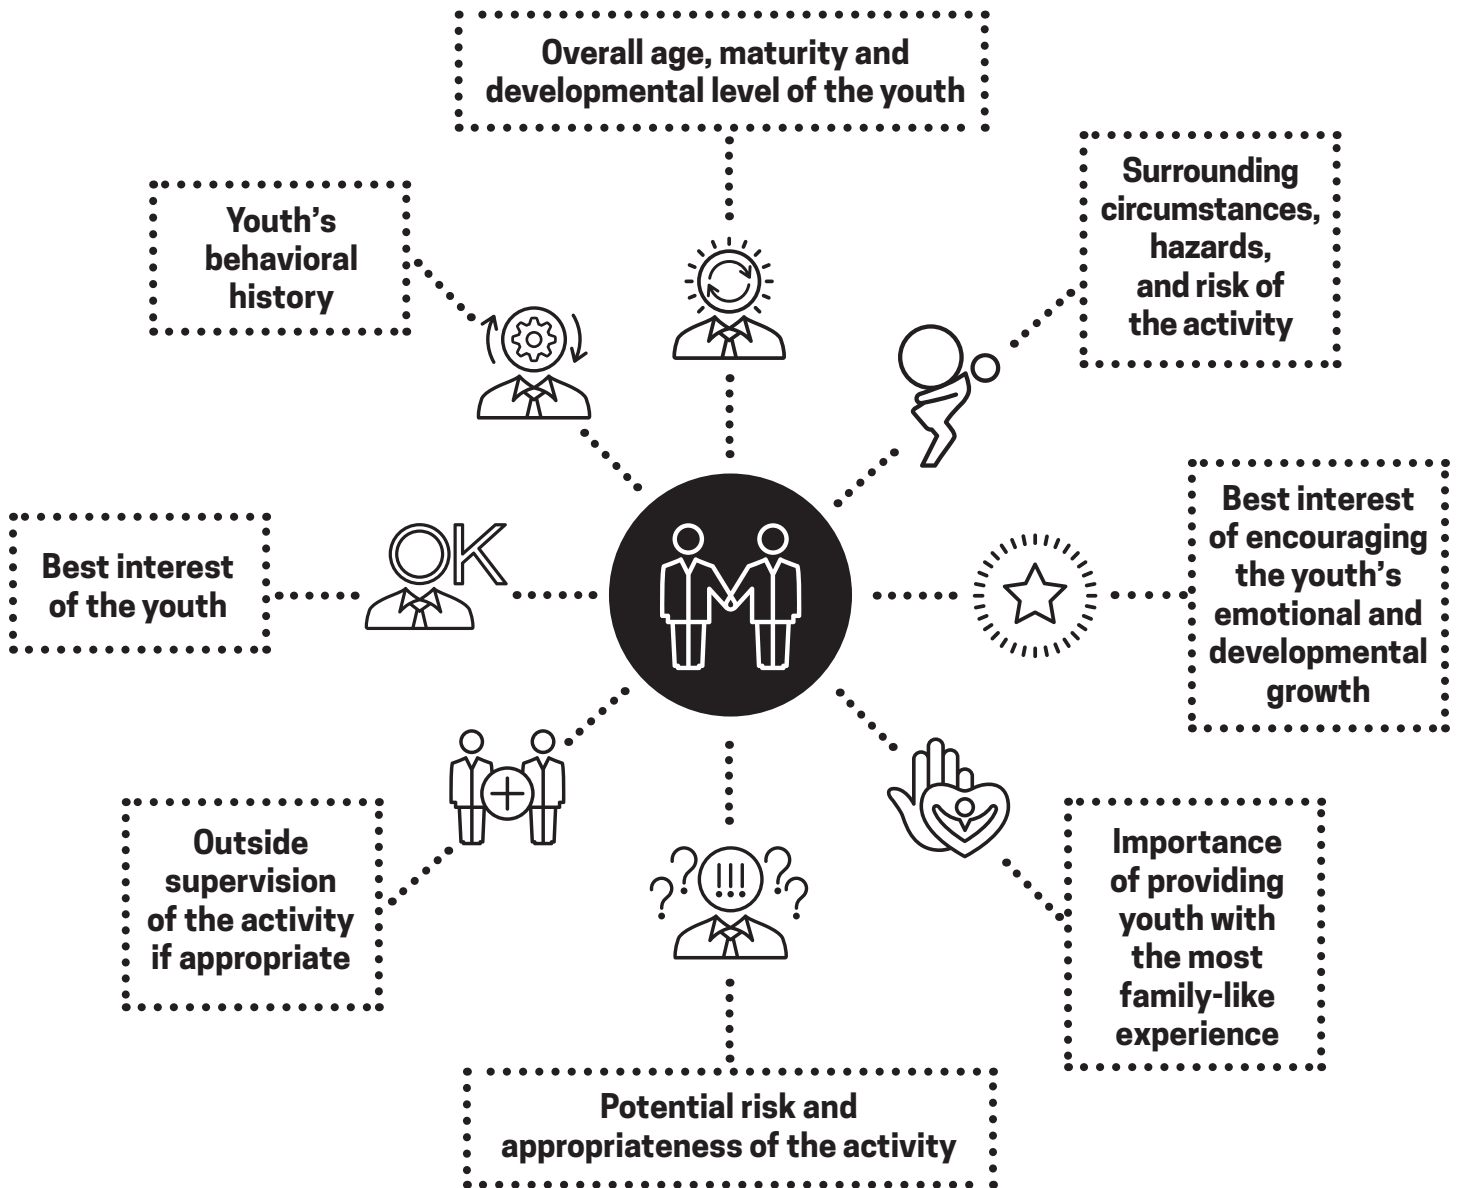 Overall age, maturity and
developmental level of the youth
Surrounding
circumstances,
hazards,
and risk of
the activity
Youth’s
behavioral
history
OK
Best interest
of the youth
Best interest
of encouraging
the youth’s
emotional and
developmental
growth
Outside
supervision
of the activity
if appropriate
? ? !!! ? ?
Importance
of providing
youth with
the most
family-like
experience
Potential risk and
appropriateness of the activity